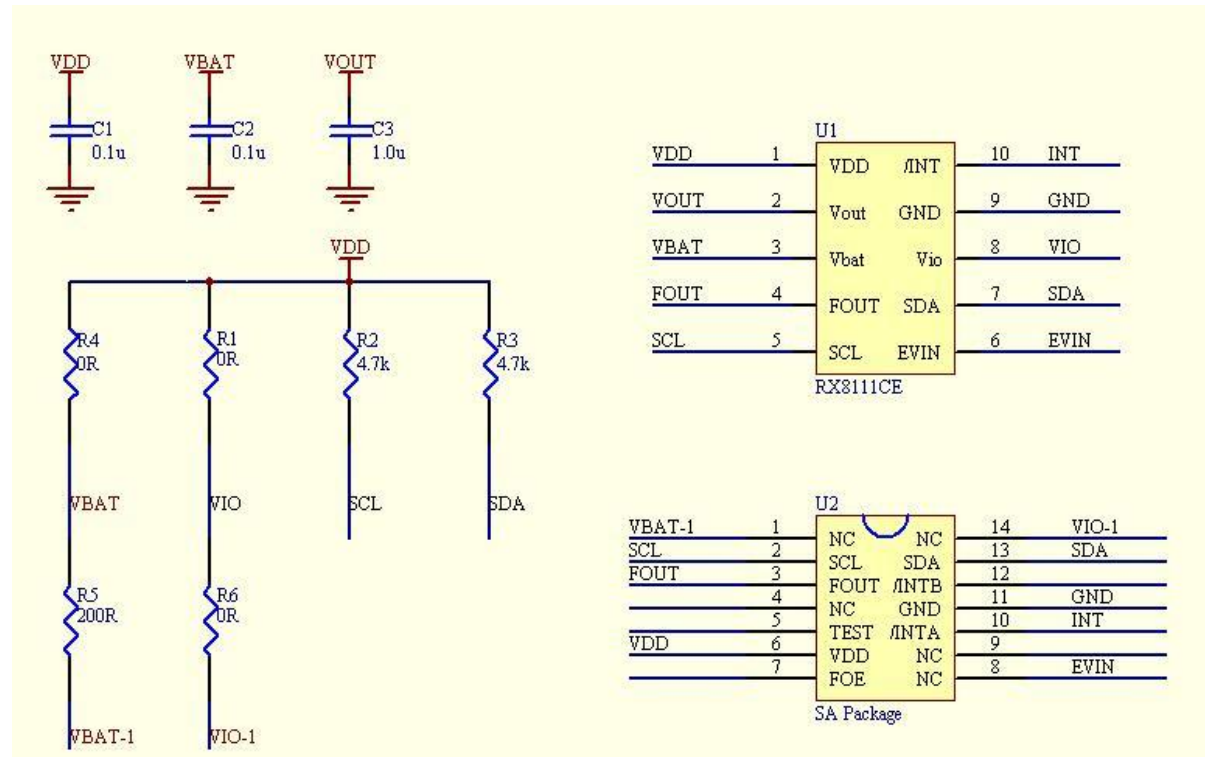 VDD VBAT VOUT
C1 C2 C3
0.1u 0.1u 1.0u
VDD
R4 R1 R2 R3
0R 0R 4.7k 4.7k
VBAT VIO SCL SDA
R5 R6
200R 0R
VBAT-1 VIO-1
U1
VDD 1 VDD /INT 10 INT
VOUT 2 Vout GND 9 GND
VBAT 3 Vbat Vio 8 VIO
FOUT 4 FOUT SDA 7 SDA
SCL 5 SCL EVIN 6 EVIN
RX8111CE
U2
VBAT-1 1 NC NC 14 VIO-1
SCL 2 SCL SDA 13 SDA
FOUT 3 FOUT /INTB 12
4 NC GND 11 GND
5 TEST /INTA 10 INT
VDD 6 VDD NC 9
7 FOE NC 8 EVIN
SA Package